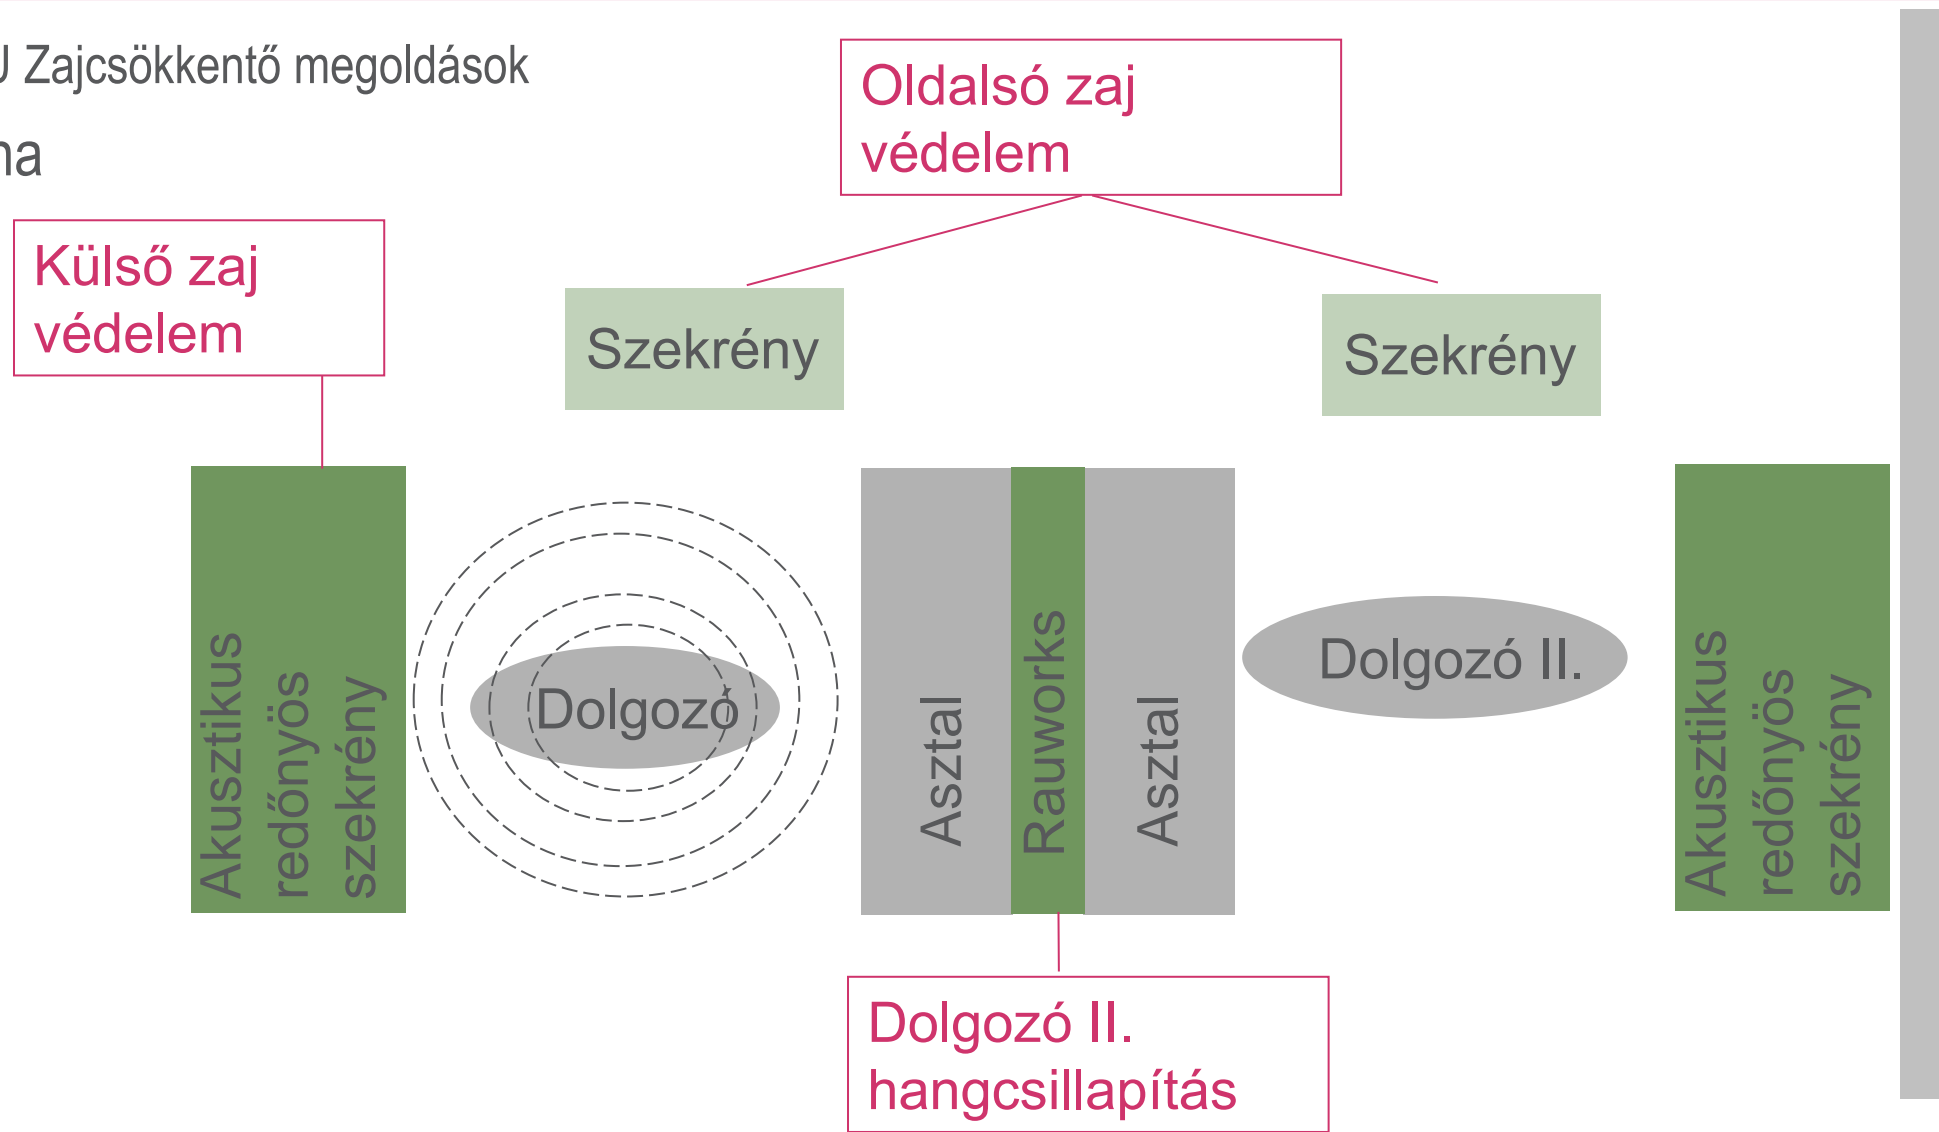 Zajcsökkentő megoldások
Oldalsó zaj
védelem
Külső zaj
védelem
Szekrény
Szekrény
Akusztikus
redőnyös
szekrény
Dolgozó
Asztal
Rauworks
Asztal
Dolgozó II.
Akusztikus
redőnyös
szekrény
Dolgozó II.
hangcsillapítás